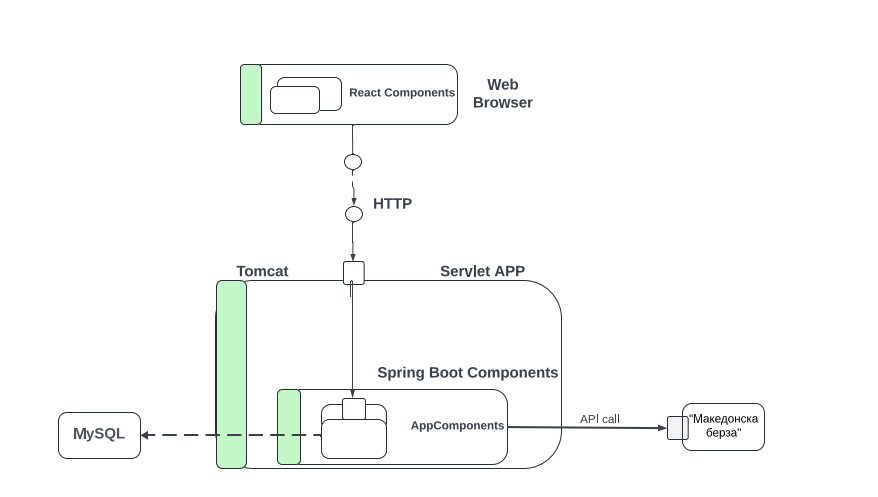 React Components
Web
Browser
HTTP
Tomcat
Servlet APP
Spring Boot Components
AppComponents
MySQL
API call
"Македонска
берза"